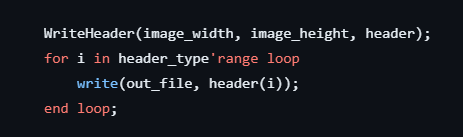 WriteHeader(image_width, image_height, header);
for i in header_type'range loop
    write(out_file, header(i));
end loop;